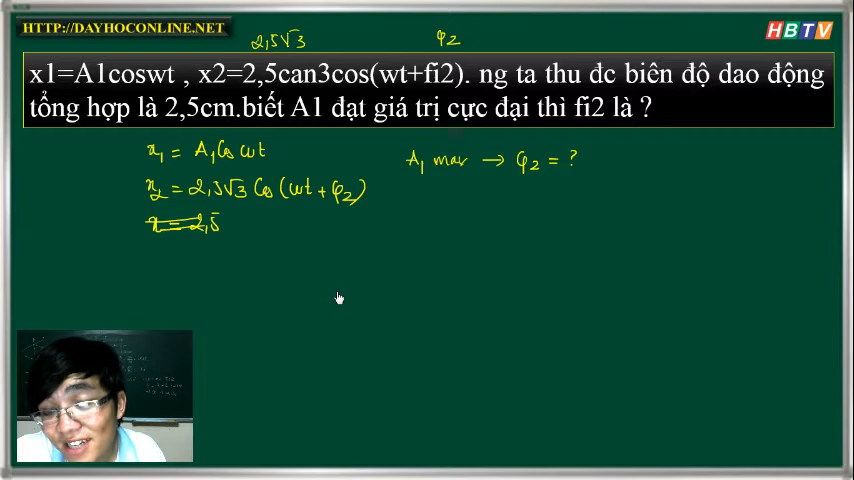 HTTP://DAYHOCONLINE.NET
HBTV
2,5√3 φ2
x1=A1coswt , x2=2,5can3cos(wt+fi2). ng ta thu đc biên độ dao động
tổng hợp là 2,5cm.biết A1 đạt giá trị cực đại thì fi2 là ?
x₁ = A₁Cos ωt
A₁ max → φ₂ = ?
x₂ = 2,5√3 Cos (ωt + φ₂)
x = 2,5